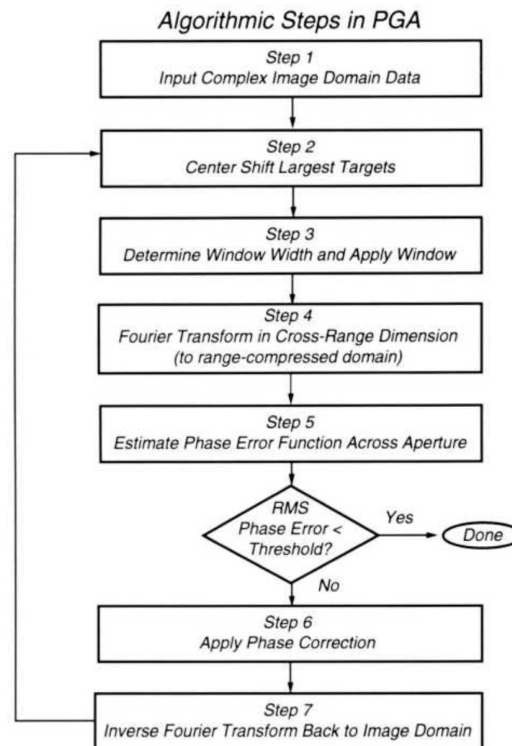 Algorithmic Steps in PGA
Step 1
Input Complex Image Domain Data
Step 2
Center Shift Largest Targets
Step 3
Determine Window Width and Apply Window
Step 4
Fourier Transform in Cross-Range Dimension
(to range-compressed domain)
Step 5
Estimate Phase Error Function Across Aperture
RMS
Phase Error <
Threshold?
Yes
Done
No
Step 6
Apply Phase Correction
Step 7
Inverse Fourier Transform Back to Image Domain